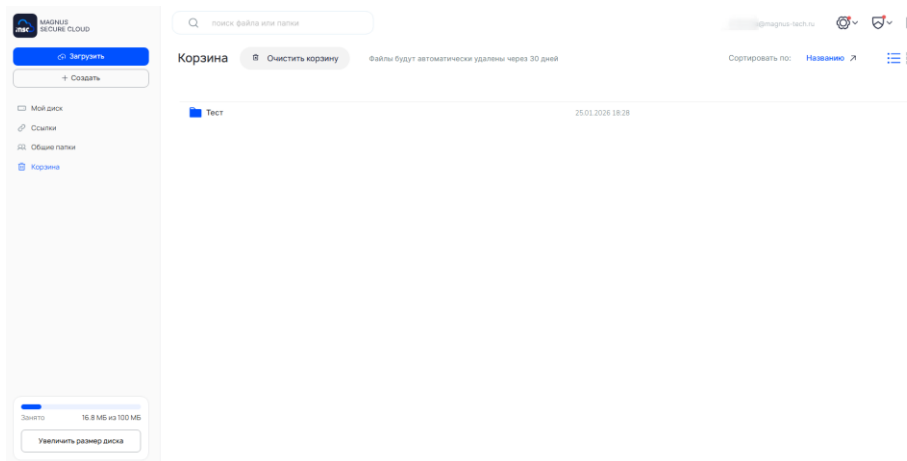 MAGNUS
SECURE CLOUD
.msc
поиск файла или папки
@magnus-tech.ru
Загрузить
+ Создать
Корзина
Очистить корзину
Файлы будут автоматически удалены через 30 дней
Сортировать по: Названию
Мой диск
Ссылки
Общие папки
Корзина
Тест 25.01.2026 18:28
Занято 16.8 МБ из 100 МБ
Увеличить размер диска